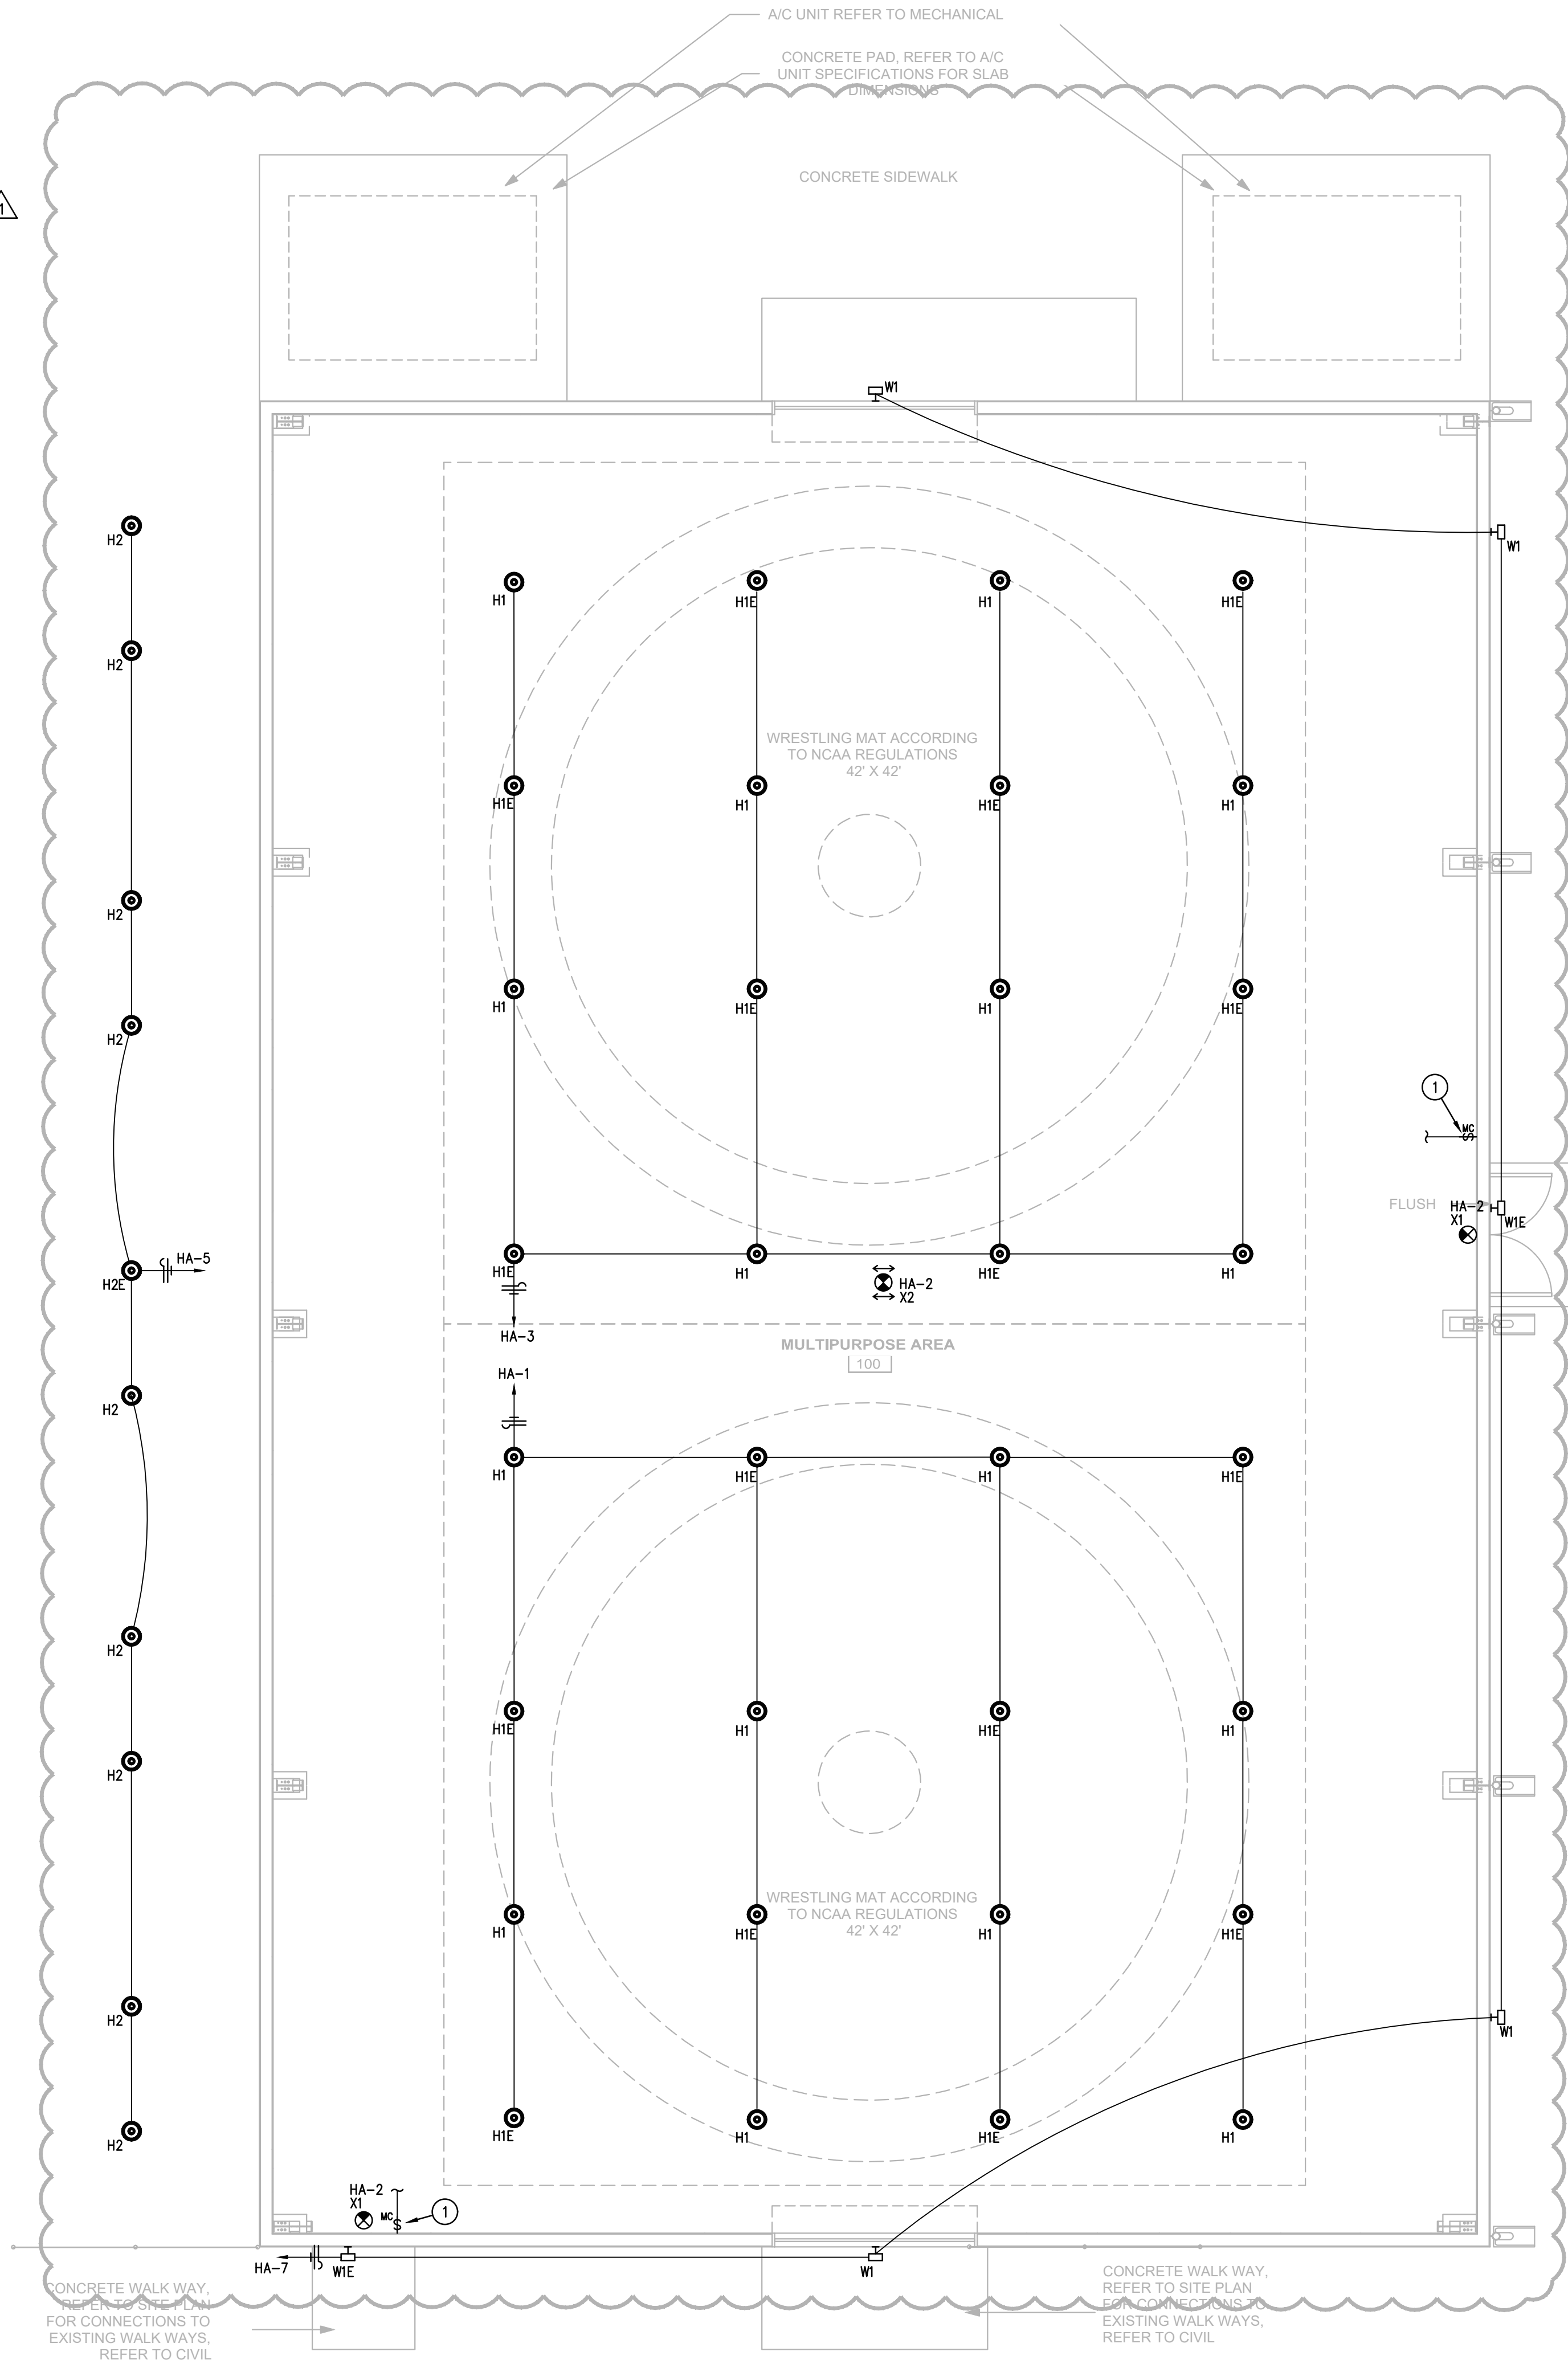 A/C UNIT REFER TO MECHANICAL
CONCRETE PAD, REFER TO A/C
UNIT SPECIFICATIONS FOR SLAB
DIMENSIONS
CONCRETE SIDEWALK
1
W1
H2
W1
H1
H1E
H1
H1E
H2
WRESTLING MAT ACCORDING
TO NCAA REGULATIONS
42' X 42'
H1E
H1
H1E
H1
H2
H1
H1E
H1
H1E
H2
1
MC
FLUSH
HA-2
X1
W1E
HA-5
H2E
H1E
H1
H1E
H1
HA-2
X2
HA-3
MULTIPURPOSE AREA
100
HA-1
H2
H1
H1E
H1
H1E
H2
H1E
H1
H1E
H1
H2
WRESTLING MAT ACCORDING
TO NCAA REGULATIONS
42' X 42'
H1
H1E
H1
H1E
H2
W1
H2
H1E
H1
H1E
H1
HA-2
X1
MC
$
1
HA-7
W1E
W1
CONCRETE WALK WAY,
REFER TO SITE PLAN
FOR CONNECTIONS TO
EXISTING WALK WAYS,
REFER TO CIVIL
CONCRETE WALK WAY,
REFER TO SITE PLAN
FOR CONNECTIONS TO
EXISTING WALK WAYS,
REFER TO CIVIL